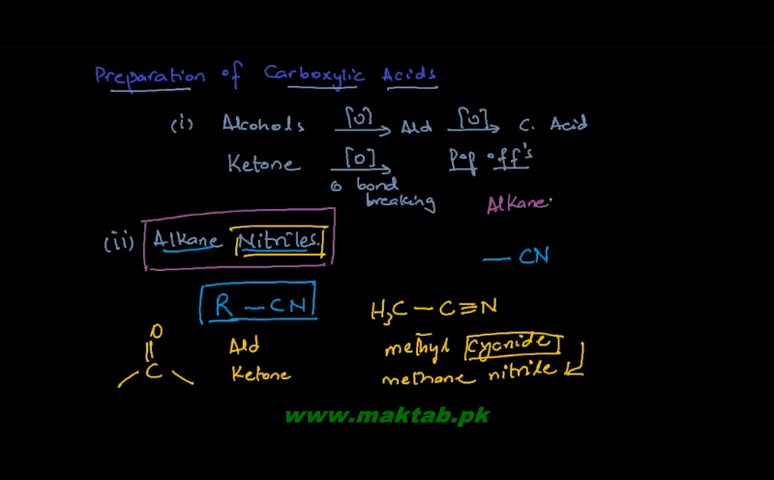 Preparation of Carboxylic Acids.
(i) Alcohols [O] Ald [O] C. Acid
Ketone [O] Pop off's
bond
breaking
Alkane
(ii) Alkane Nitriles.
— CN
R — CN
H₃C — C ≡ N
O
C
Ald
Ketone
methyl cyanide
methane nitrile
www.maktab.pk